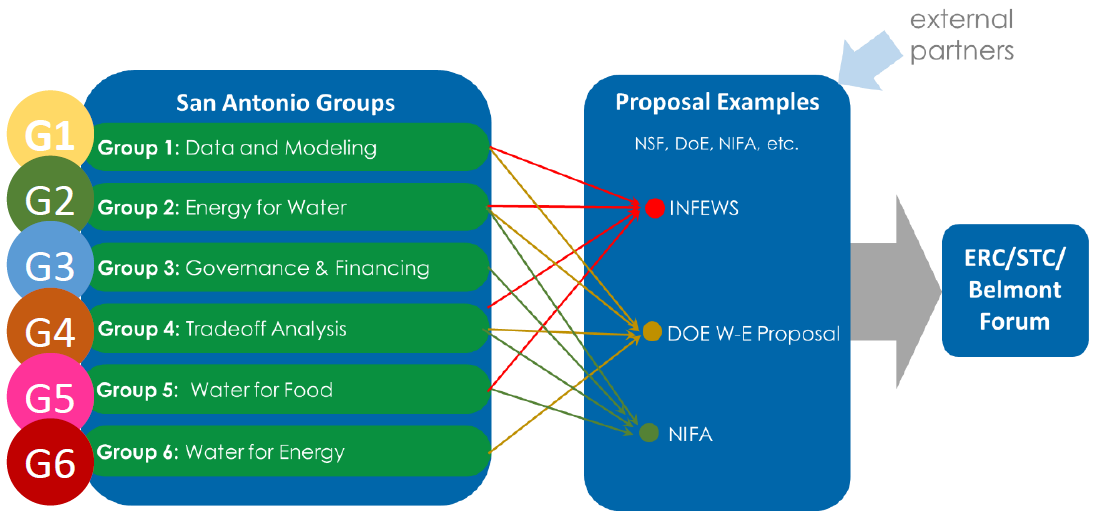 external
partners
San Antonio Groups
G1
Group 1: Data and Modeling
G2
Group 2: Energy for Water
G3
Group 3: Governance & Financing
G4
Group 4: Tradeoff Analysis
G5
Group 5: Water for Food
G6
Group 6: Water for Energy
Proposal Examples
NSF, DoE, NIFA, etc.
INFEWS
DOE W-E Proposal
NIFA
ERC/STC/
Belmont
Forum